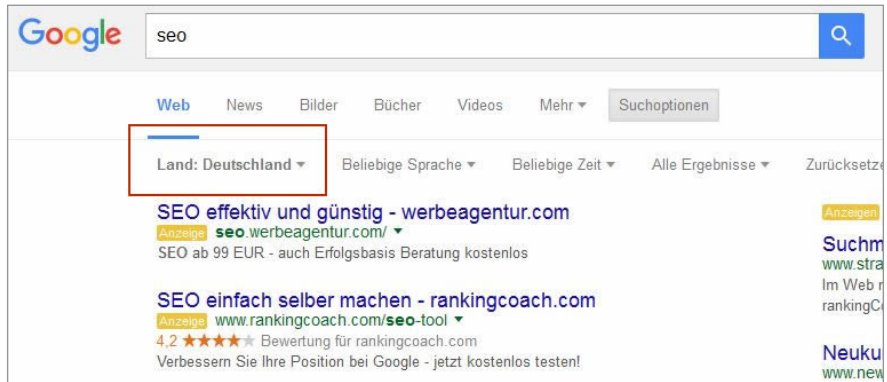 Google
seo
Web News Bilder Bücher Videos Mehr Suchoptionen
Land: Deutschland Beliebige Sprache Beliebige Zeit Alle Ergebnisse Zurücksetze
SEO effektiv und günstig - werbeagentur.com
Anzeige seo.werbeagentur.com/
SEO ab 99 EUR - auch Erfolgsbasis Beratung kostenlos
SEO einfach selber machen - rankingcoach.com
Anzeige www.rankingcoach.com/seo-tool
4,2 ★★★★★ Bewertung für rankingcoach.com
Verbessern Sie Ihre Position bei Google - jetzt kostenlos testen!
Anzeigen
Suchm
www.stra
Im Web
rankingC
Neuku
www.new